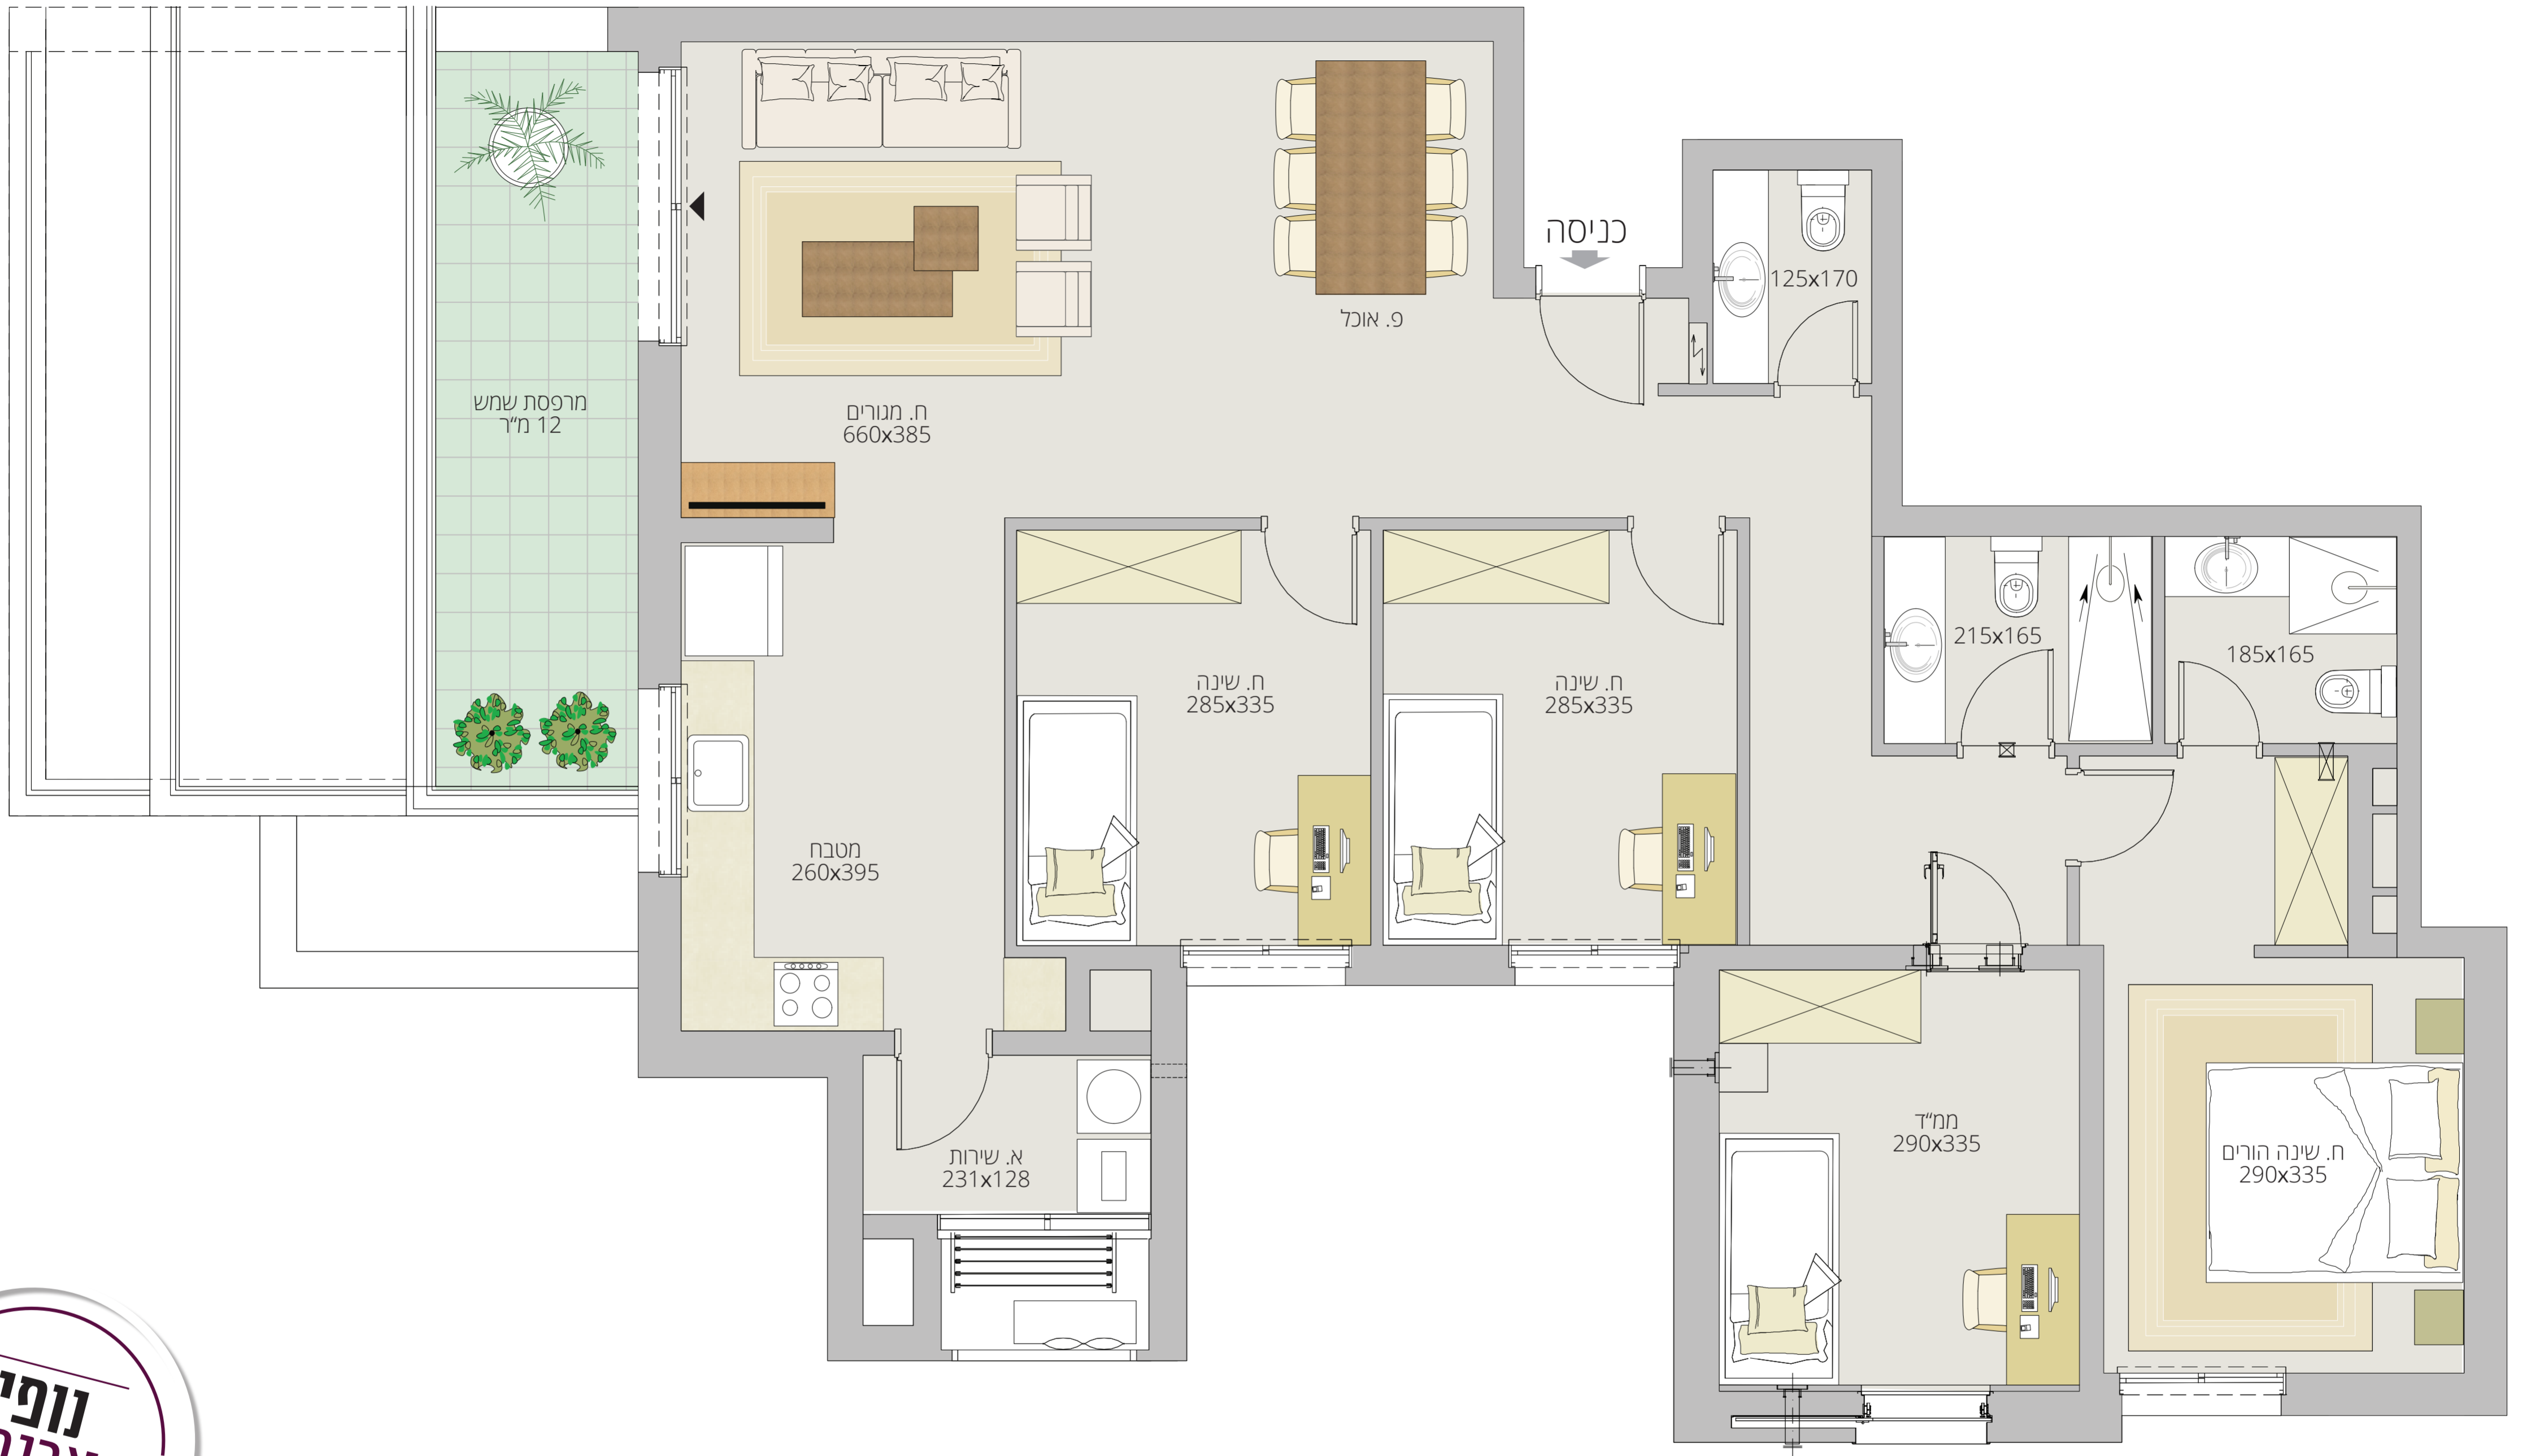 כניסה
125x170
פ. אוכל
ח. מגורים
660x385
מרפסת שמש
12 מ״ר
215x165
185x165
ח. שינה
285x335
ח. שינה
285x335
מטבח
260x395
ממ״ד
290x335
ח. שינה הורים
290x335
א. שירות
231x128